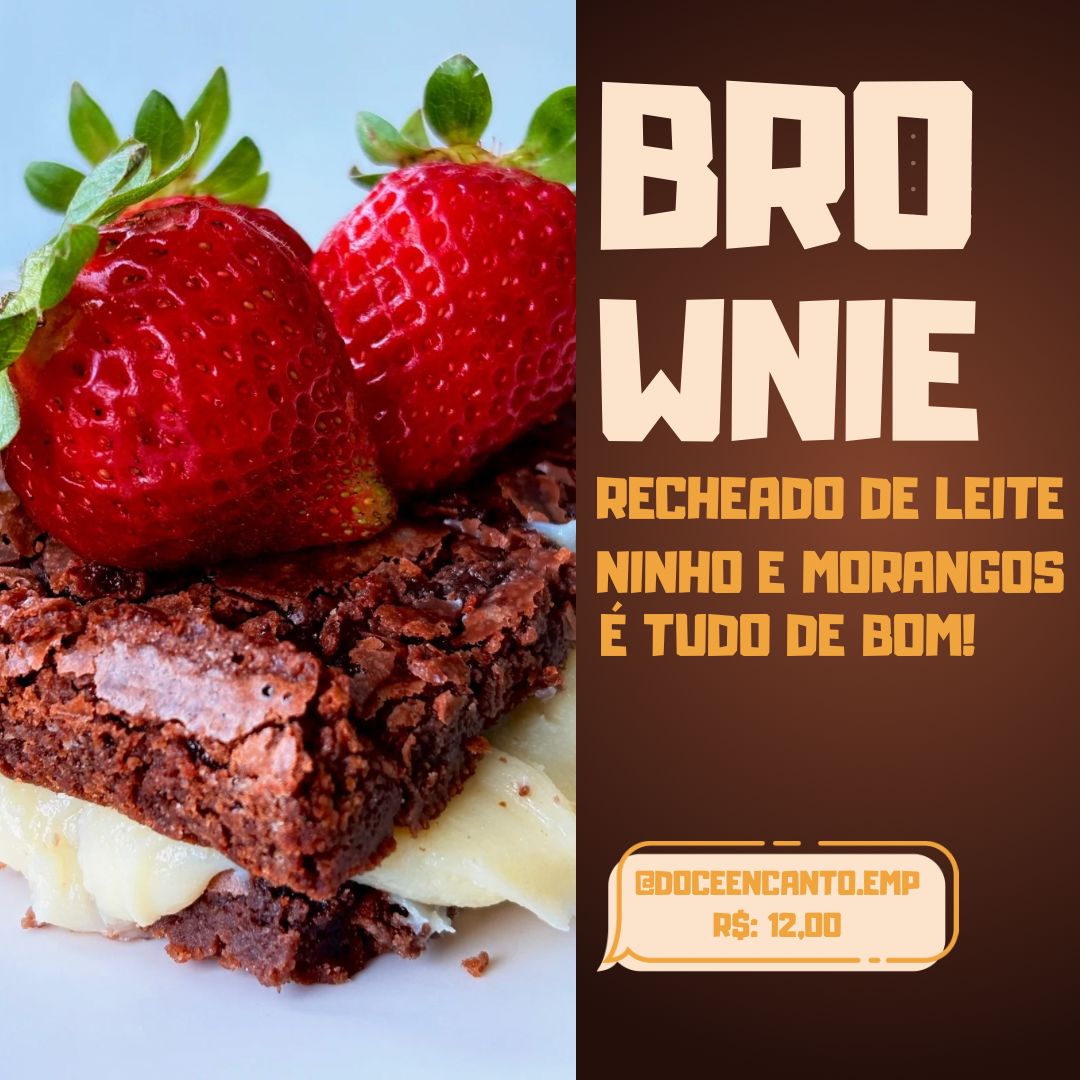 BRO
WNIE
RECHEADO DE LEITE
NINHO E MORANGOS
É TUDO DE BOM!
@DOCEENCANTO.EMP
R$: 12,00